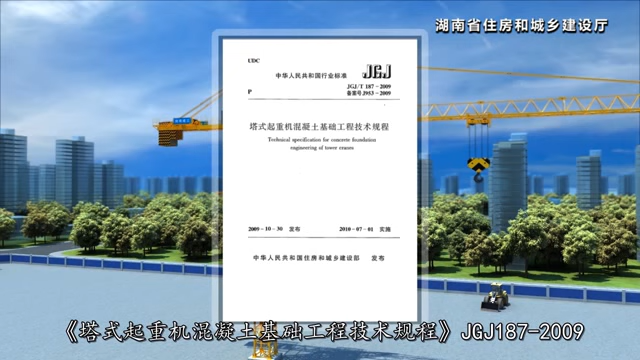 湖南省住房和城乡建设厅
UDC
中华人民共和国行业标准
JGJ
JGJ/T 187-2009
备案号 J953-2009
P
塔式起重机混凝土基础工程技术规程
Technical specification for concrete foundation
engineering of tower cranes
2009-10-30 发布
2010-07-01 实施
中华人民共和国住房和城乡建设部 发布
《塔式起重机混凝土基础工程技术规程》JGJ187-2009